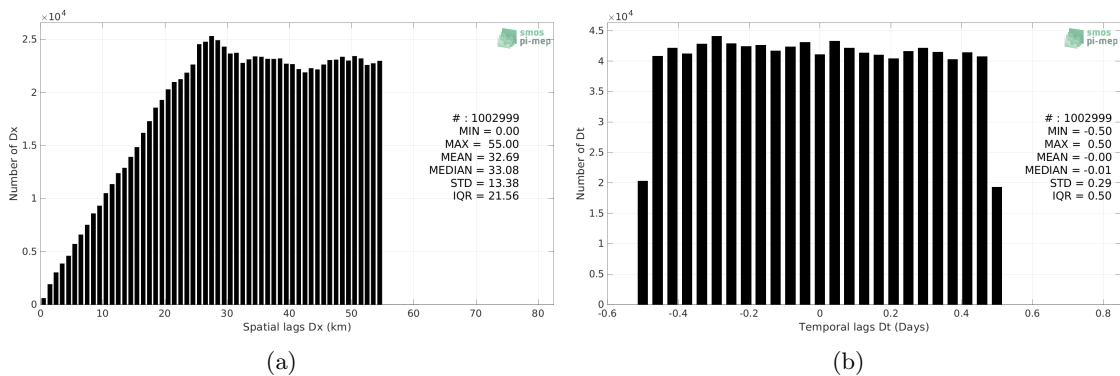 ×10⁴
2.5
2
1.5
1
0.5
0
0 10 20 30 40 50 60 70 80
Number of Dx
Spatial lags Dx (km)
smos
pi-mep
# : 1002999
MIN = 0.00
MAX = 55.00
MEAN = 32.69
MEDIAN = 33.08
STD = 13.38
IQR = 21.56
(a)
×10⁴
4.5
4
3.5
3
2.5
2
1.5
1
0.5
0
-0.6 -0.4 -0.2 0 0.2 0.4 0.6 0.8
Number of Dt
Temporal lags Dt (Days)
smos
pi-mep
# : 1002999
MIN = -0.50
MAX = 0.50
MEAN = -0.00
MEDIAN = -0.01
STD = 0.29
IQR = 0.50
(b)